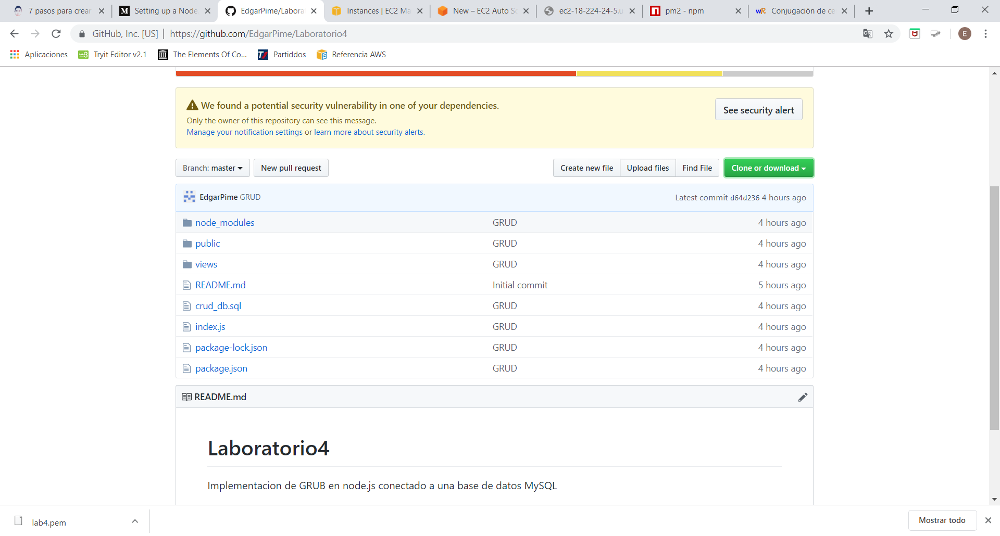 7 pasos para crear
Setting up a Node
EdgarPime/Labora
Instances | EC2 Ma
New – EC2 Auto Sc
ec2-18-224-24-5.u
pm2 - npm
Conjugación de ce
GitHub, Inc. [US] | https://github.com/EdgarPime/Laboratorio4
E
Aplicaciones
Tryit Editor v2.1
The Elements Of Co...
Partiddos
Referencia AWS
We found a potential security vulnerability in one of your dependencies.
Only the owner of this repository can see this message.
Manage your notification settings or learn more about security alerts.
See security alert
Branch: master
New pull request
Create new file
Upload files
Find File
Clone or download
EdgarPime GRUD
Latest commit d64d236 4 hours ago
node_modules GRUD 4 hours ago
public GRUD 4 hours ago
views GRUD 4 hours ago
README.md Initial commit 5 hours ago
crud_db.sql GRUD 4 hours ago
index.js GRUD 4 hours ago
package-lock.json GRUD 4 hours ago
package.json GRUD 4 hours ago
README.md
Laboratorio4
Implementacion de GRUB en node.js conectado a una base de datos MySQL
lab4.pem
Mostrar todo